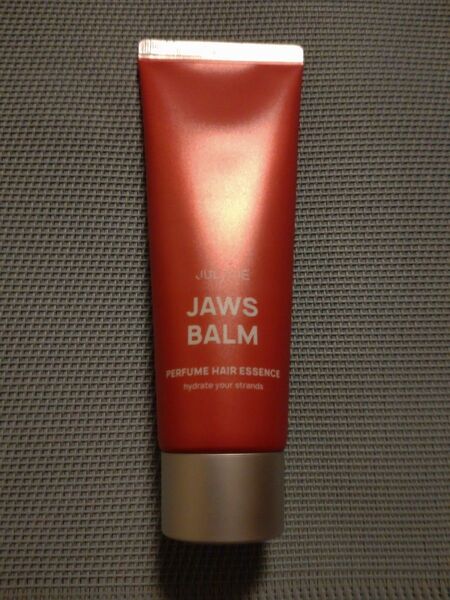 JAWS
BALM
PERFUME HAIR ESSENCE
hydrate your strands